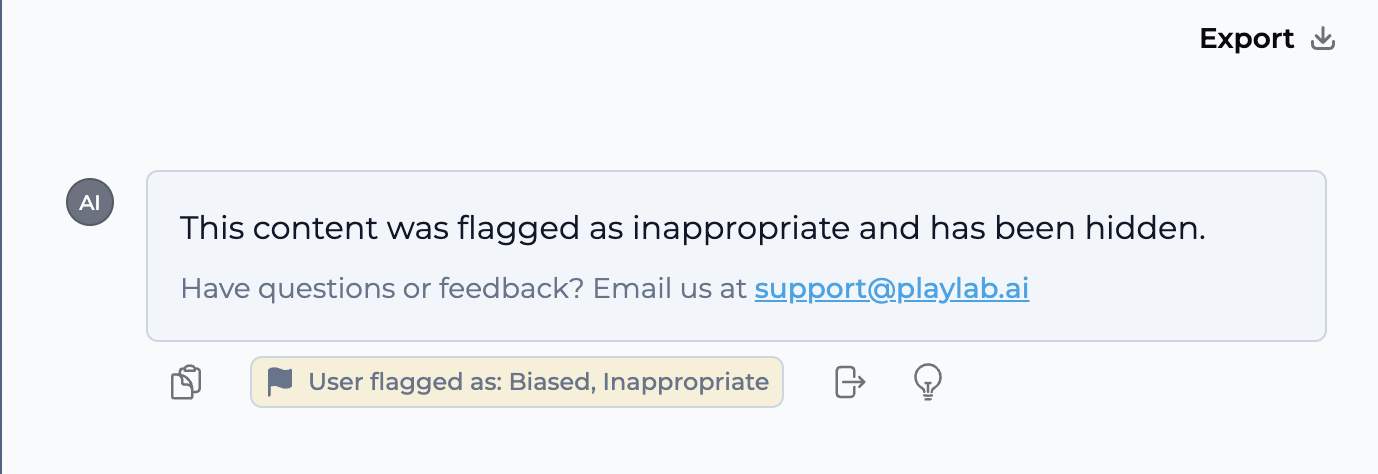 Export
AI
This content was flagged as inappropriate and has been hidden.
Have questions or feedback? Email us at support@playlab.ai
User flagged as: Biased, Inappropriate